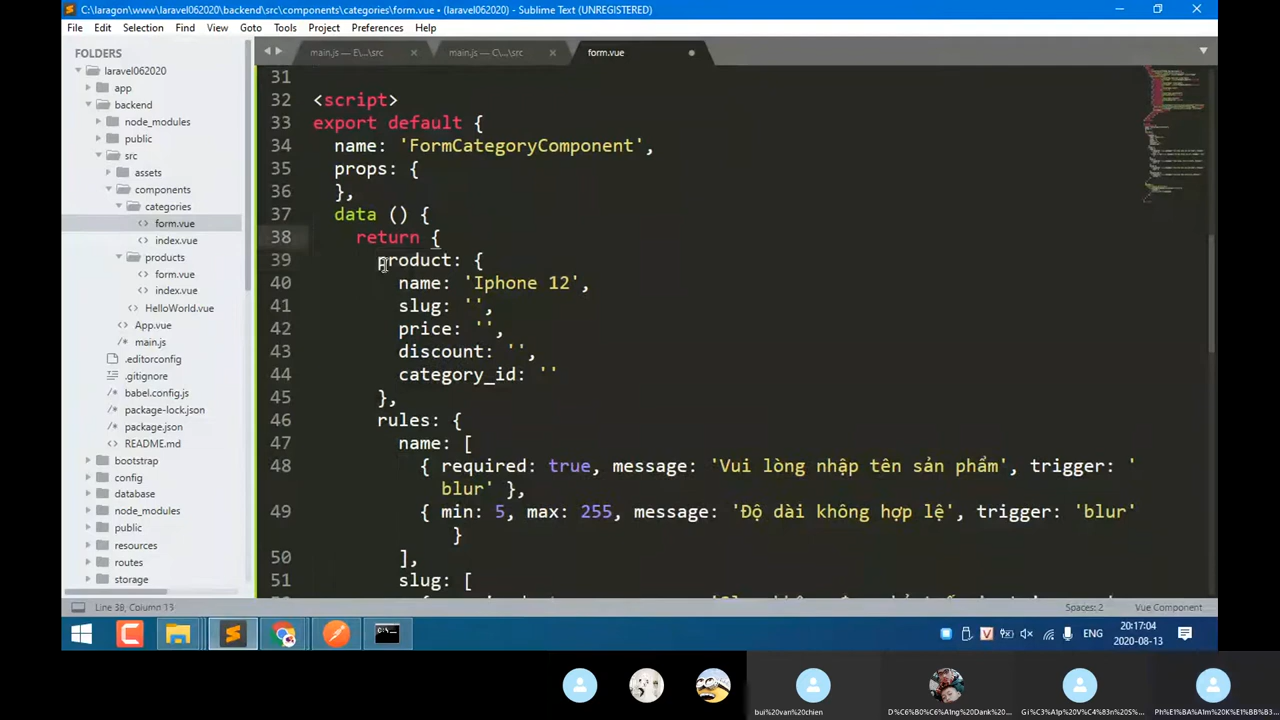 C:\laragon\www\laravel062020\backend\src\components\categories\form.vue • (laravel062020) - Sublime Text (UNREGISTERED)
File Edit Selection Find View Goto Tools Project Preferences Help
FOLDERS
laravel062020
app
backend
node_modules
public
src
assets
components
categories
form.vue
index.vue
products
form.vue
index.vue
HelloWorld.vue
App.vue
main.js
.editorconfig
.gitignore
babel.config.js
package-lock.json
package.json
README.md
bootstrap
config
database
node_modules
public
resources
routes
storage
main.js — E\...\src
main.js — C\...\src
form.vue
31
32 <script>
33 export default {
34 name: 'FormCategoryComponent',
35 props: {
36 },
37 data () {
38 return {
39 product: {
40 name: 'Iphone 12',
41 slug: '',
42 price: '',
43 discount: '',
44 category_id: ''
45 },
46 rules: {
47 name: [
48 { required: true, message: 'Vui lòng nhập tên sản phẩm', trigger: '
blur' },
49 { min: 5, max: 255, message: 'Độ dài không hợp lệ', trigger: 'blur'
}
50 ],
51 slug: [
Line 38, Column 13
Spaces: 2
Vue Component
ENG
20:17:04
2020-08-13
bui%20van%20chien
D%C6%B0%C6%A1ng%20Dank%20...
Gi%C3%A1p%20V%C4%83n%20S...
Ph%E1%BA%A1m%20K%E1%BB%B3...